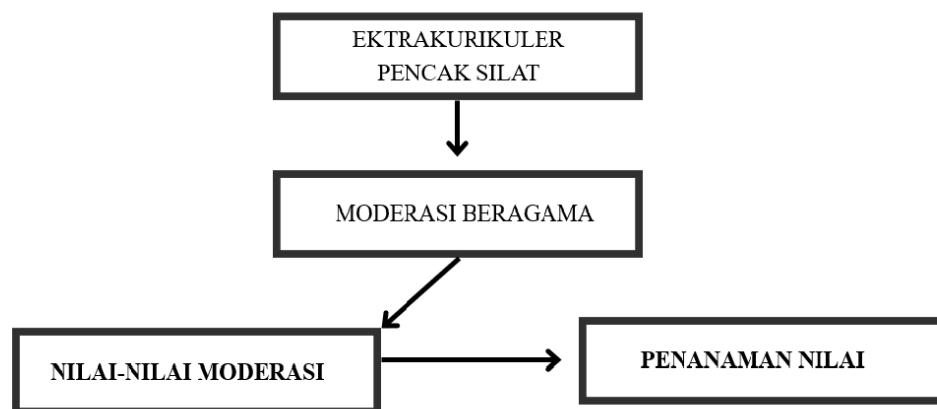 EKTRAKURIKULER
PENCAK SILAT
MODERASI BERAGAMA
NILAI-NILAI MODERASI
PENANAMAN NILAI